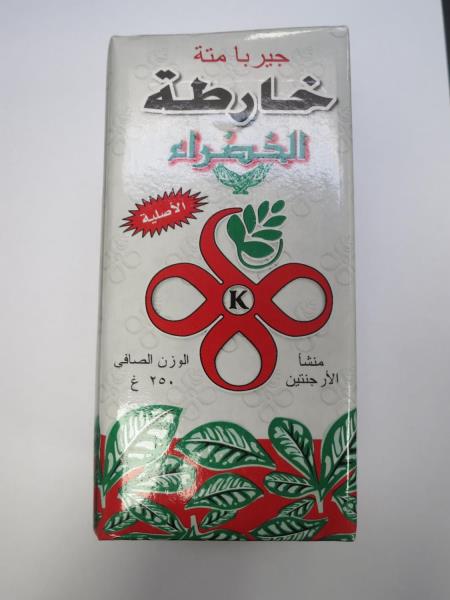 جيربا متة
خارطة
الخضراء
الأصلية
K
الوزن الصافي
٢٥٠ غ
منشأ
الأرجنتين